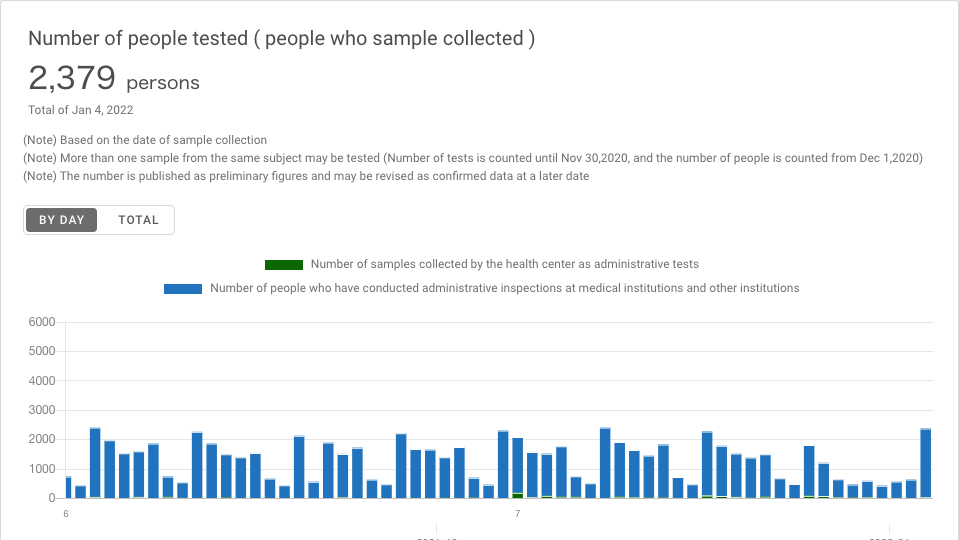 Number of people tested ( people who sample collected )
2,379 persons
Total of Jan 4, 2022
(Note) Based on the date of sample collection
(Note) More than one sample from the same subject may be tested (Number of tests is counted until Nov 30,2020, and the number of people is counted from Dec 1,2020)
(Note) The number is published as preliminary figures and may be revised as confirmed data at a later date
BY DAY TOTAL
Number of samples collected by the health center as administrative tests
Number of people who have conducted administrative inspections at medical institutions and other institutions
6000
5000
4000
3000
2000
1000
0
6 7